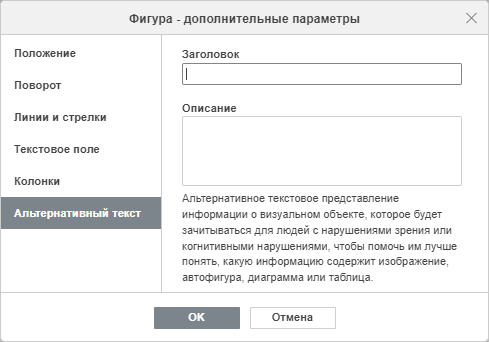 Фигура - дополнительные параметры
Положение
Поворот
Линии и стрелки
Текстовое поле
Колонки
Альтернативный текст
Заголовок
Описание
Альтернативное текстовое представление
информации о визуальном объекте, которое будет
зачитываться для людей с нарушениями зрения или
когнитивными нарушениями, чтобы помочь им лучше
понять, какую информацию содержит изображение,
автофигура, диаграмма или таблица.
OK
Отмена